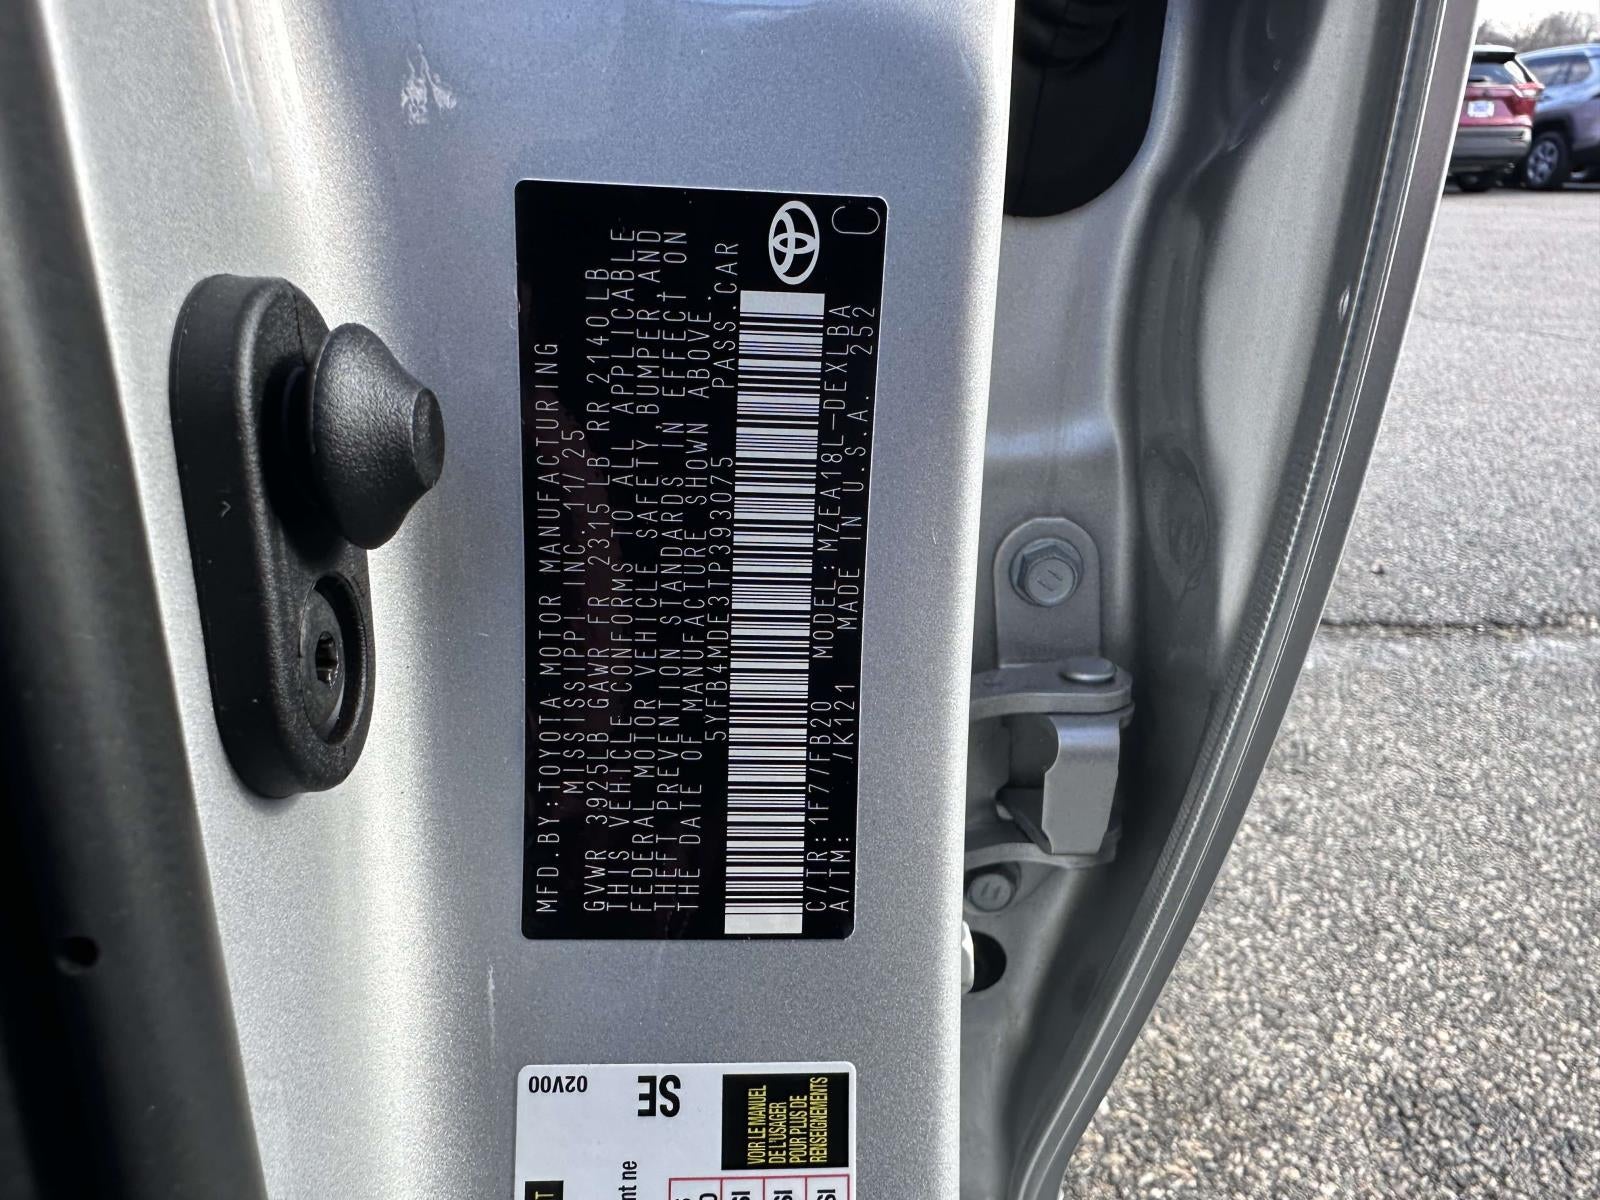 MFD.BY:TOYOTA MOTOR MANUFACTURING
MISSISSIPPI INC. 11/25
GVWR 3925LB GAWR FR 2315LB RR 2140LB
THIS VEHICLE CONFORMS TO ALL APPLICABLE
FEDERAL MOTOR VEHICLE SAFETY, BUMPER AND
THEFT PREVENTION STANDARDS IN EFFECT ON
THE DATE OF MANUFACTURE SHOWN ABOVE.
5YFB4MDE3TP393075 PASS.CAR
C/TR:1F7/FB20 MODEL:MZEA18L-DEXLBA
A/TM: /K121 MADE IN U.S.A. 252
C
02V00
SE
VOIR LE MANUEL
DE L'USAGER
POUR PLUS DE
RENSEIGNEMENTS